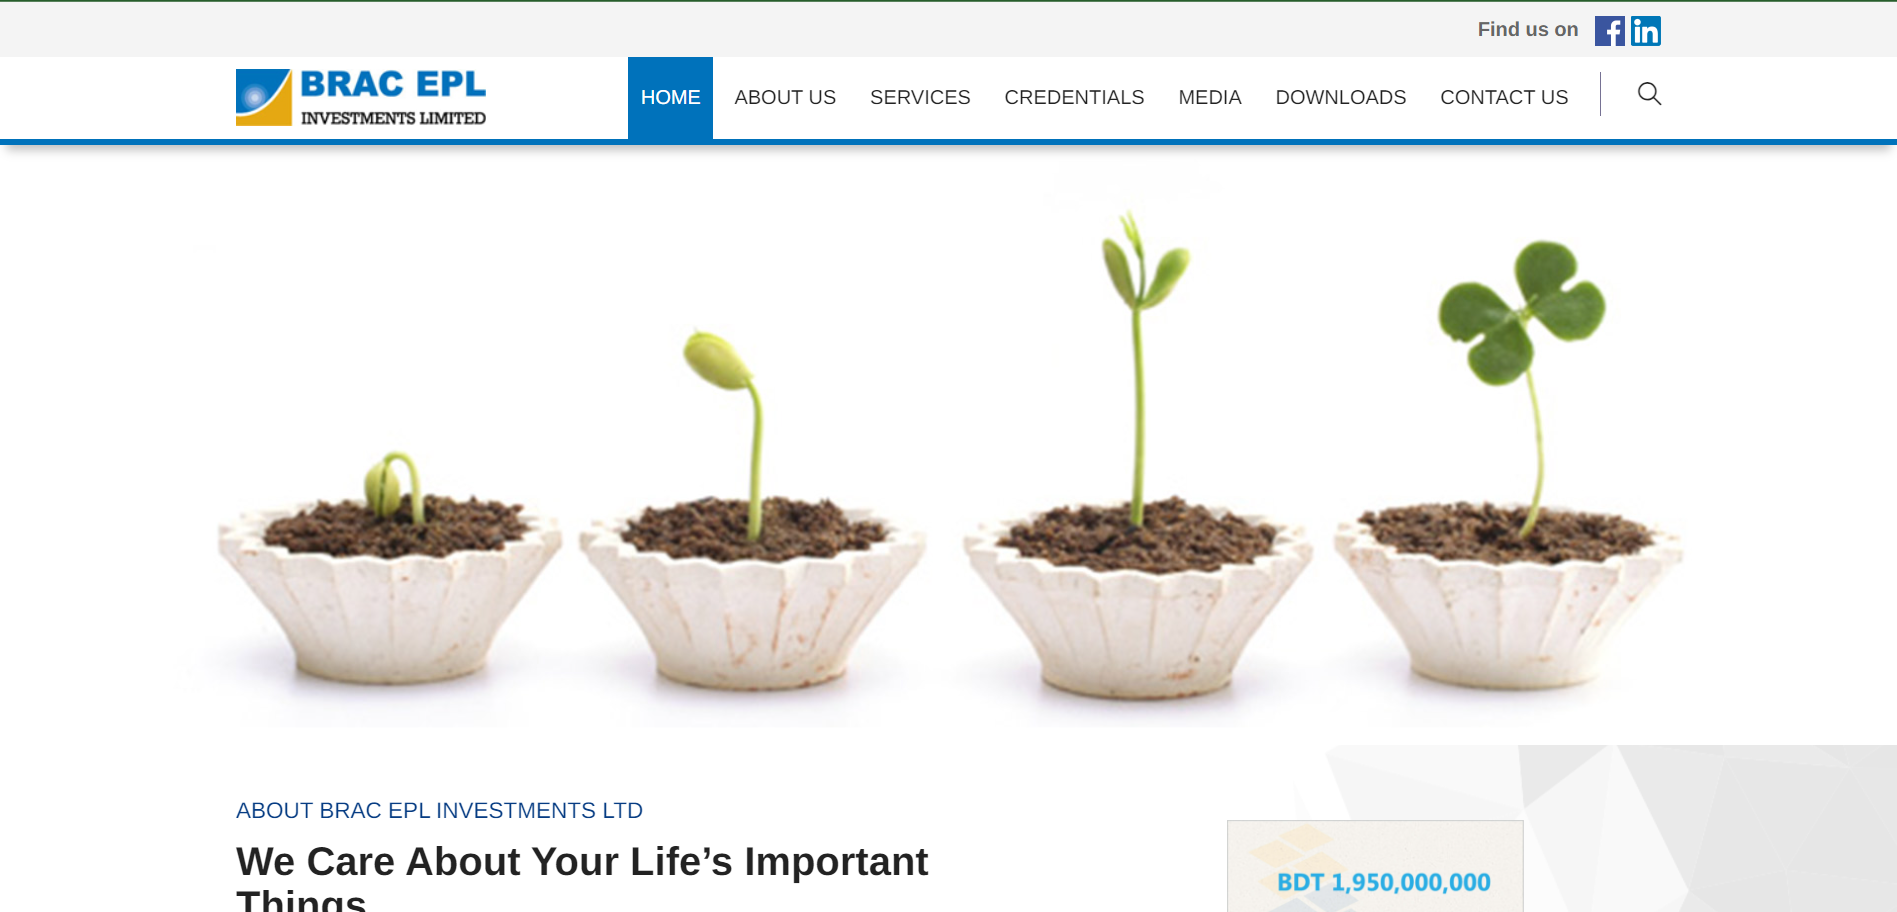 Find us on
BRAC EPL
INVESTMENTS LIMITED
HOME ABOUT US SERVICES CREDENTIALS MEDIA DOWNLOADS CONTACT US
ABOUT BRAC EPL INVESTMENTS LTD
We Care About Your Life’s Important
Things
BDT 1,950,000,000